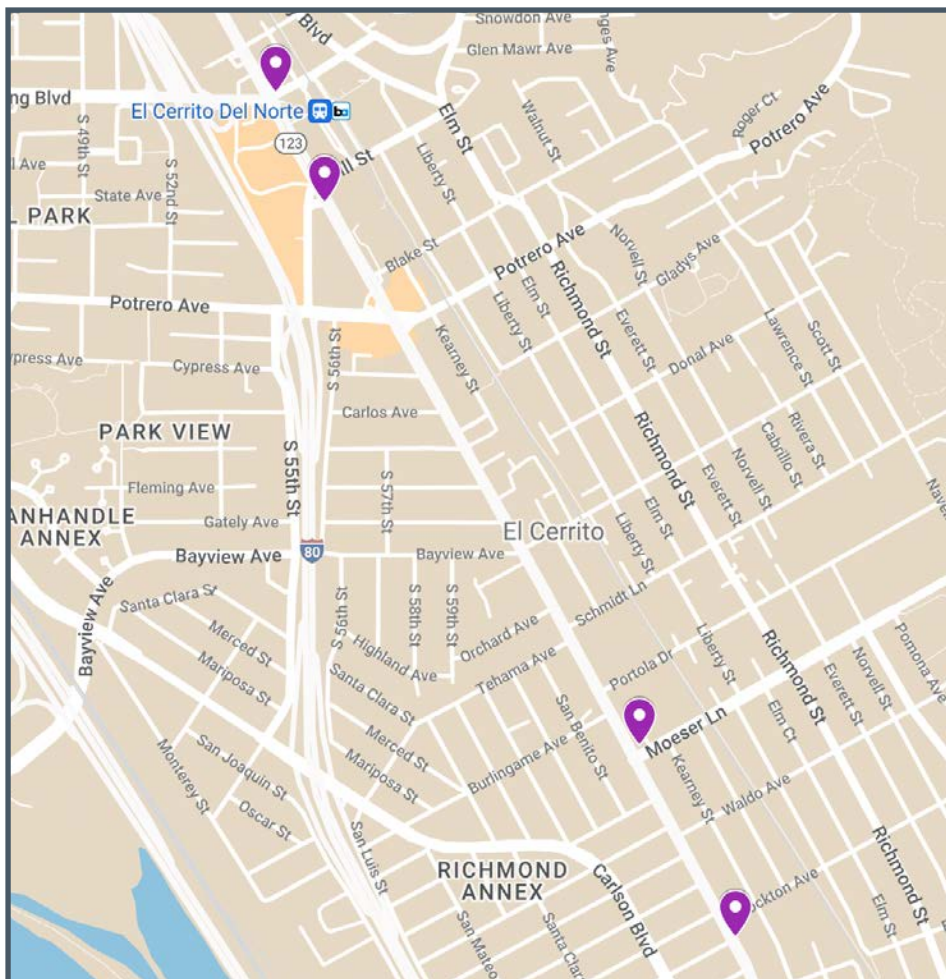 Snowdon Ave
Glen Mawr Ave
Blvd
ng Blvd
El Cerrito Del Norte
123
S 49th St
S 52nd St
State Ave
Ave
PARK
Elm St
Walnut St
Roger Ct
Potrero Ave
Liberty St
Blake St
Potrero Ave
Norvell St
Gladys Ave
Potrero Ave
Liberty St
Elm St
Richmond St
Everett St
Lawrence St
Scott St
ypress Ave
Cypress Ave
S 56th St
Kearney St
Donal Ave
Carlos Ave
PARK VIEW
S 55th St
Richmond St
Rivera St
Cabrillo St
Norvell St
Everett St
Fleming Ave
S 57th St
Gately Ave
ANHANDLE
ANNEX
Elm St
Liberty St
El Cerrito
Bayview Ave
80
Bayview Ave
Bayview Ave
Santa Clara St
Merced St
Mariposa St
S 56th St
S 58th St
S 59th St
Highland Ave
Orchard Ave
Tehama Ave
Schmidt Ln
Portola Dr
Liberty St
Elm Ct
Richmond St
Everett St
Norvell St
Pomona Ave
Santa Clara St
Merced St
Mariposa St
San Benito St
Burlingame Ave
Moeser Ln
Kearney St
Waldo Ave
Monterey St
San Joaquin St
Oscar St
San Luis St
RICHMOND
ANNEX
Carlson Blvd
Richmond St
Elm St
ockton Ave
San Mateo
Santa Clara